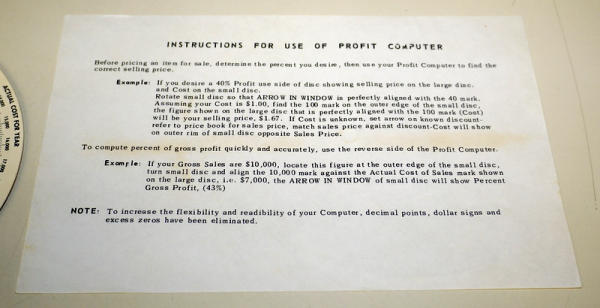 INSTRUCTIONS FOR USE OF PROFIT COMPUTER
Before pricing an item for sale, determine the percent you desire, then use your Profit Computer to find the
correct selling price.
Example: If you desire a 40% Profit use side of disc showing selling price on the large disc.
and Cost on the small disc.
Rotate small disc so that ARROW IN WINDOW is perfectly aligned with the 40 mark.
Assuming your Cost is $1.00, find the 100 mark on the outer edge of the small disc,
the figure shown on the large disc that is perfectly aligned with the 100 mark (Cost)
will be your selling price, $1.67. If Cost is unknown, set arrow on known discount-
refer to price book for sales price, match sales price against discount-Cost will show
on outer rim of small disc opposite Sales Price.
To compute percent of gross profit quickly and accurately, use the reverse side of the Profit Computer.
Example: If your Gross Sales are $10,000, locate this figure at the outer edge of the small disc,
turn small disc and align the 10,000 mark against the Actual Cost of Sales mark shown
on the large disc, i.e. $7,000, the ARROW IN WINDOW of small disc will show Percent
Gross Profit, (43%)
NOTE: To increase the flexibility and readibility of your Computer, decimal points, dollar signs and
excess zeros have been eliminated.
ACTUAL COST FOR YEAR